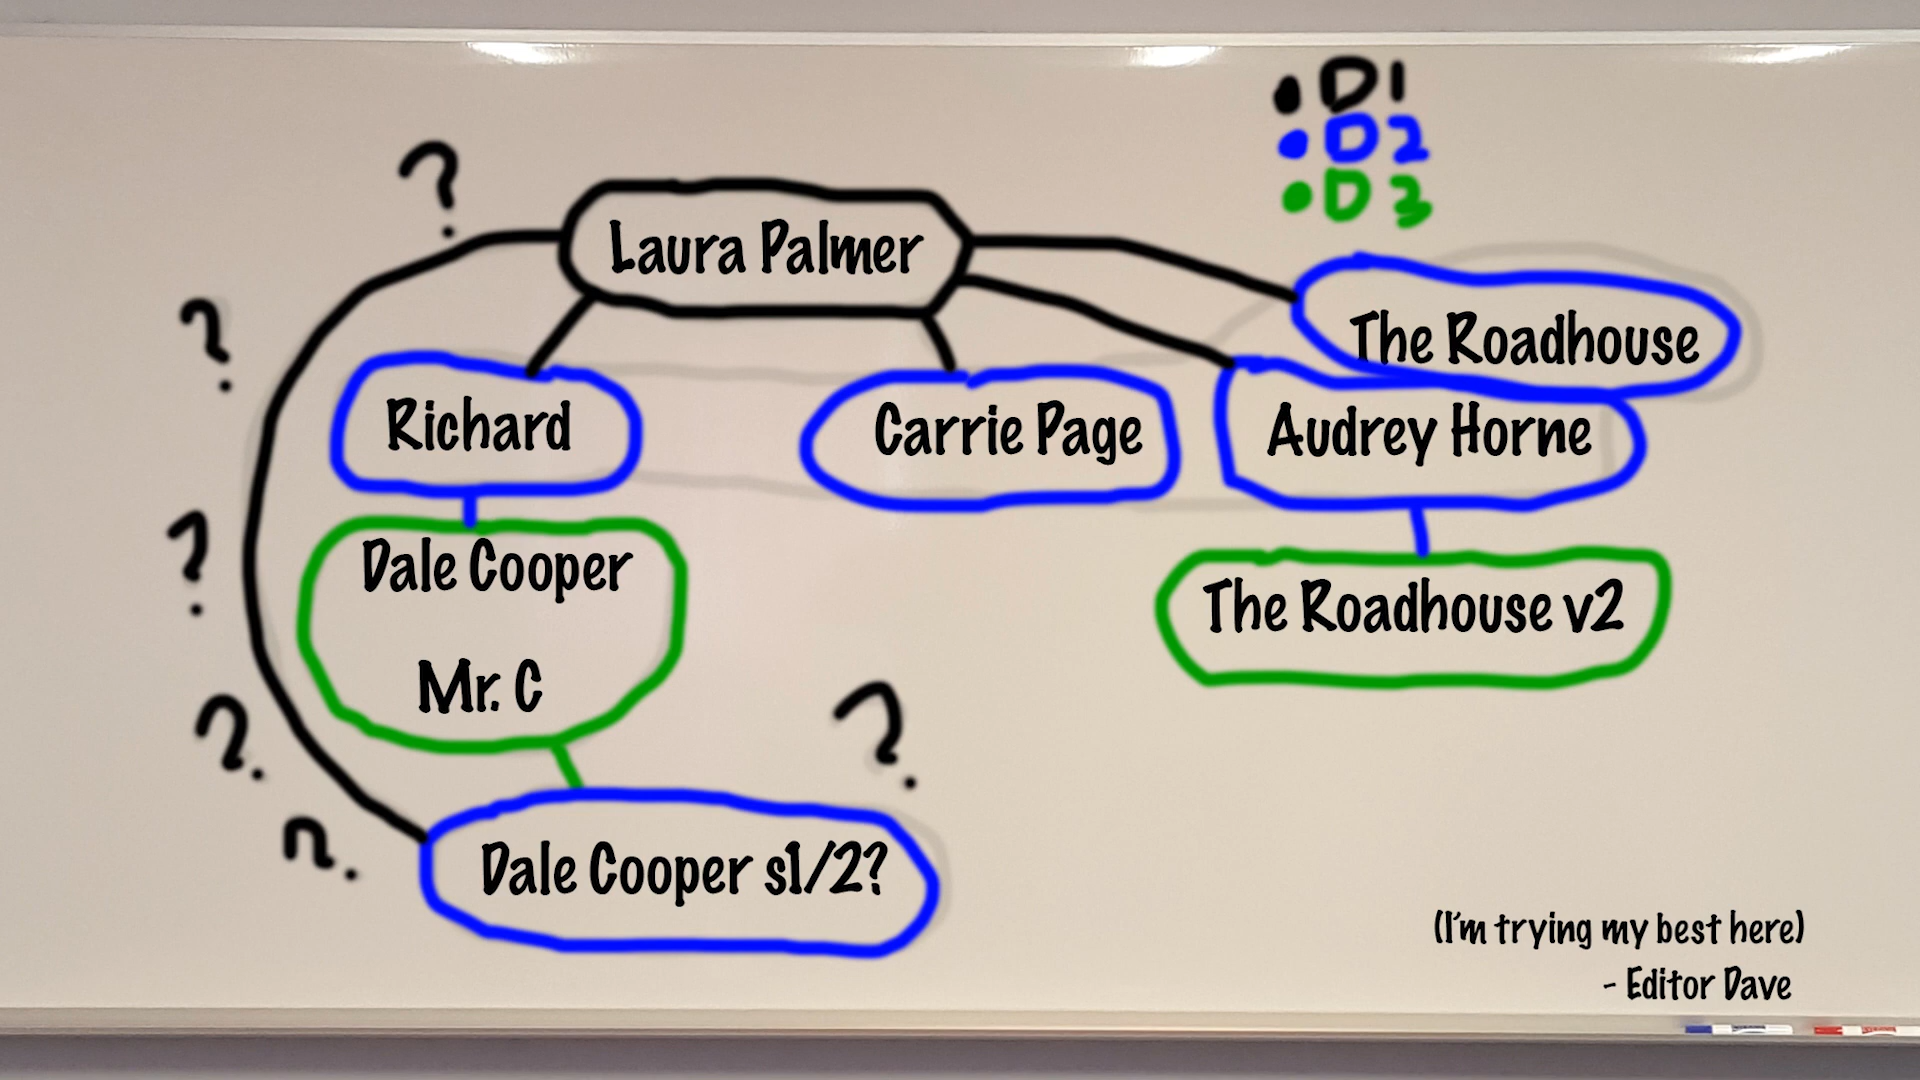 D1
D2
D3
?
Laura Palmer
?
The Roadhouse
Richard
Carrie Page
Audrey Horne
?
Dale Cooper
Mr. C
The Roadhouse v2
?
?
?
Dale Cooper s1/2?
(I'm trying my best here)
- Editor Dave